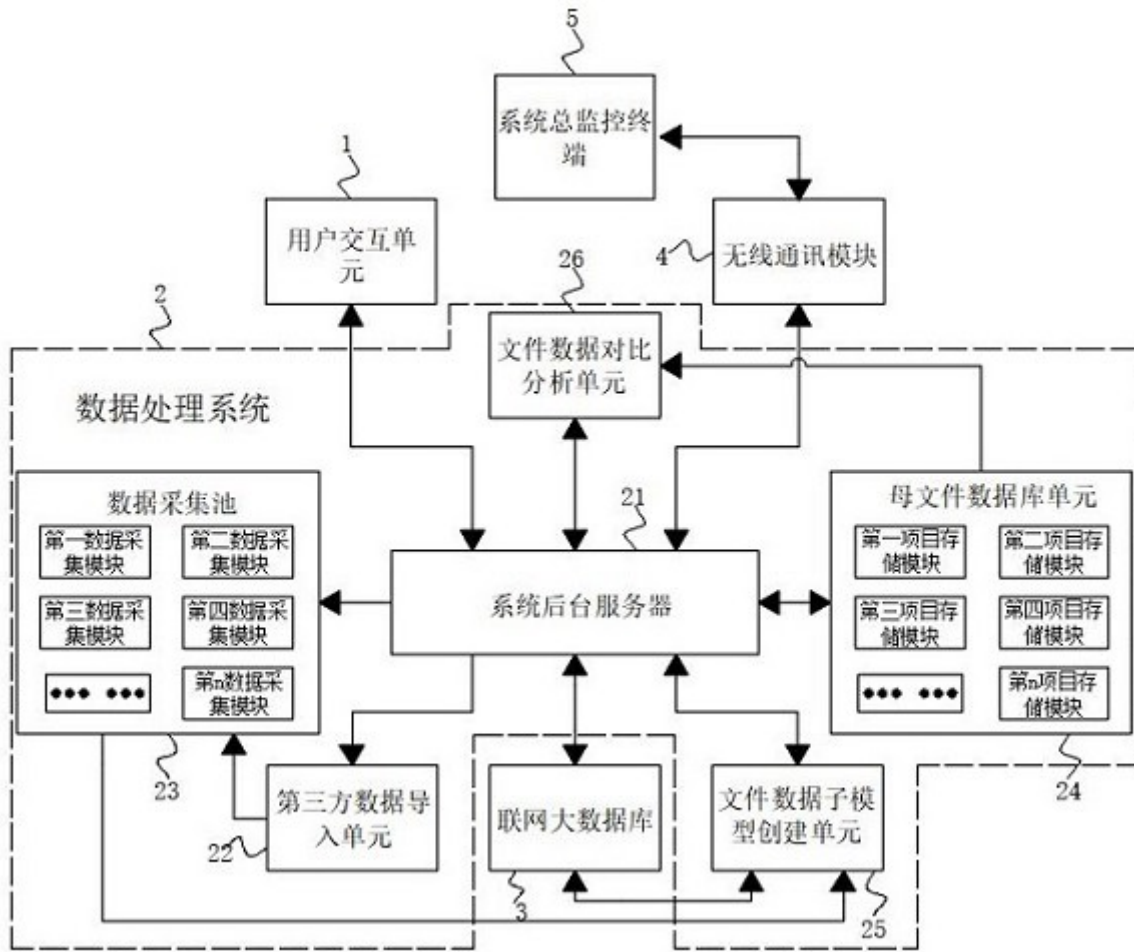 5
系统总监控终
端
1
用户交互单
元
4
无线通讯模块
26
2
文件数据对比
分析单元
数据处理系统
数据采集池
第一数据采
集模块
第二数据采
集模块
第三数据采
集模块
第四数据采
集模块
●●● ●●●
第n数据采
集模块
21
系统后台服务器
母文件数据库单元
第一项目存
储模块
第二项目存
储模块
第三项目存
储模块
第四项目存
储模块
●●● ●●●
第n项目存
储模块
23
第三方数据导
入单元
22
联网大数据库
3
文件数据子模
型创建单元
25
24